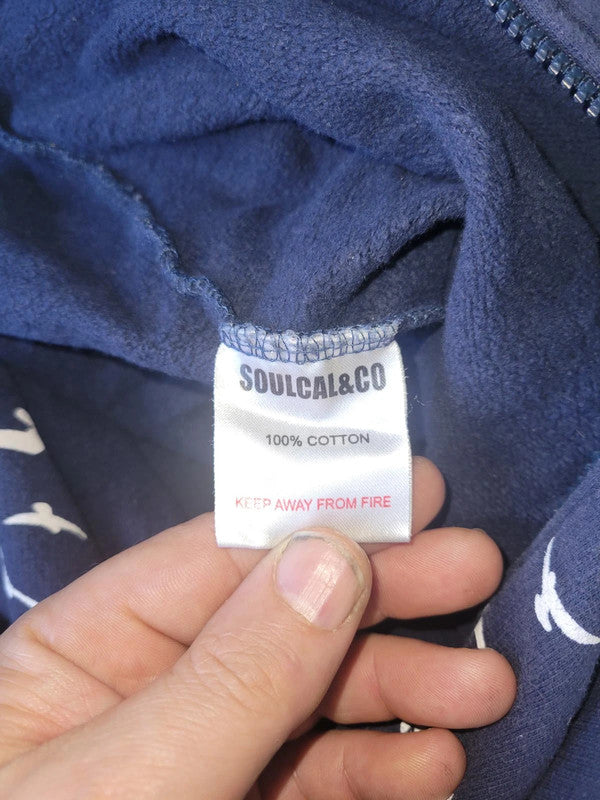 SOULCAL&CO
100% COTTON
KEEP AWAY FROM FIRE